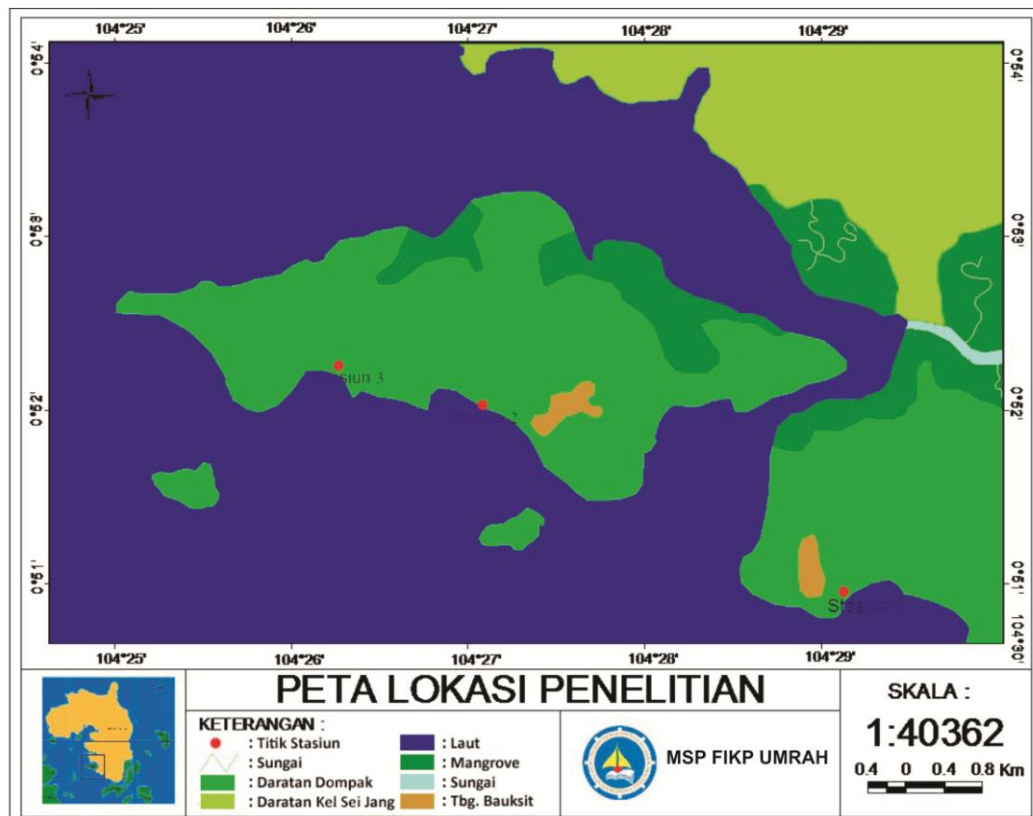 104°25' 104°26' 104°27' 104°28' 104°29'
0°54' 0°54'
0°53' 0°53'
siun 3
2
0°52' 0°52'
0°51' 0°51'
104°30'
104°25' 104°26' 104°27' 104°28' 104°29'
PETA LOKASI PENELITIAN
KETERANGAN :
: Titik Stasiun
: Sungai
: Daratan Dompak
: Daratan Kel Sei Jang
: Laut
: Mangrove
: Sungai
: Tbg. Bauksit
MSP FIKP UMRAH
SKALA :
1:40362
0.4 0 0.4 0.8 Km